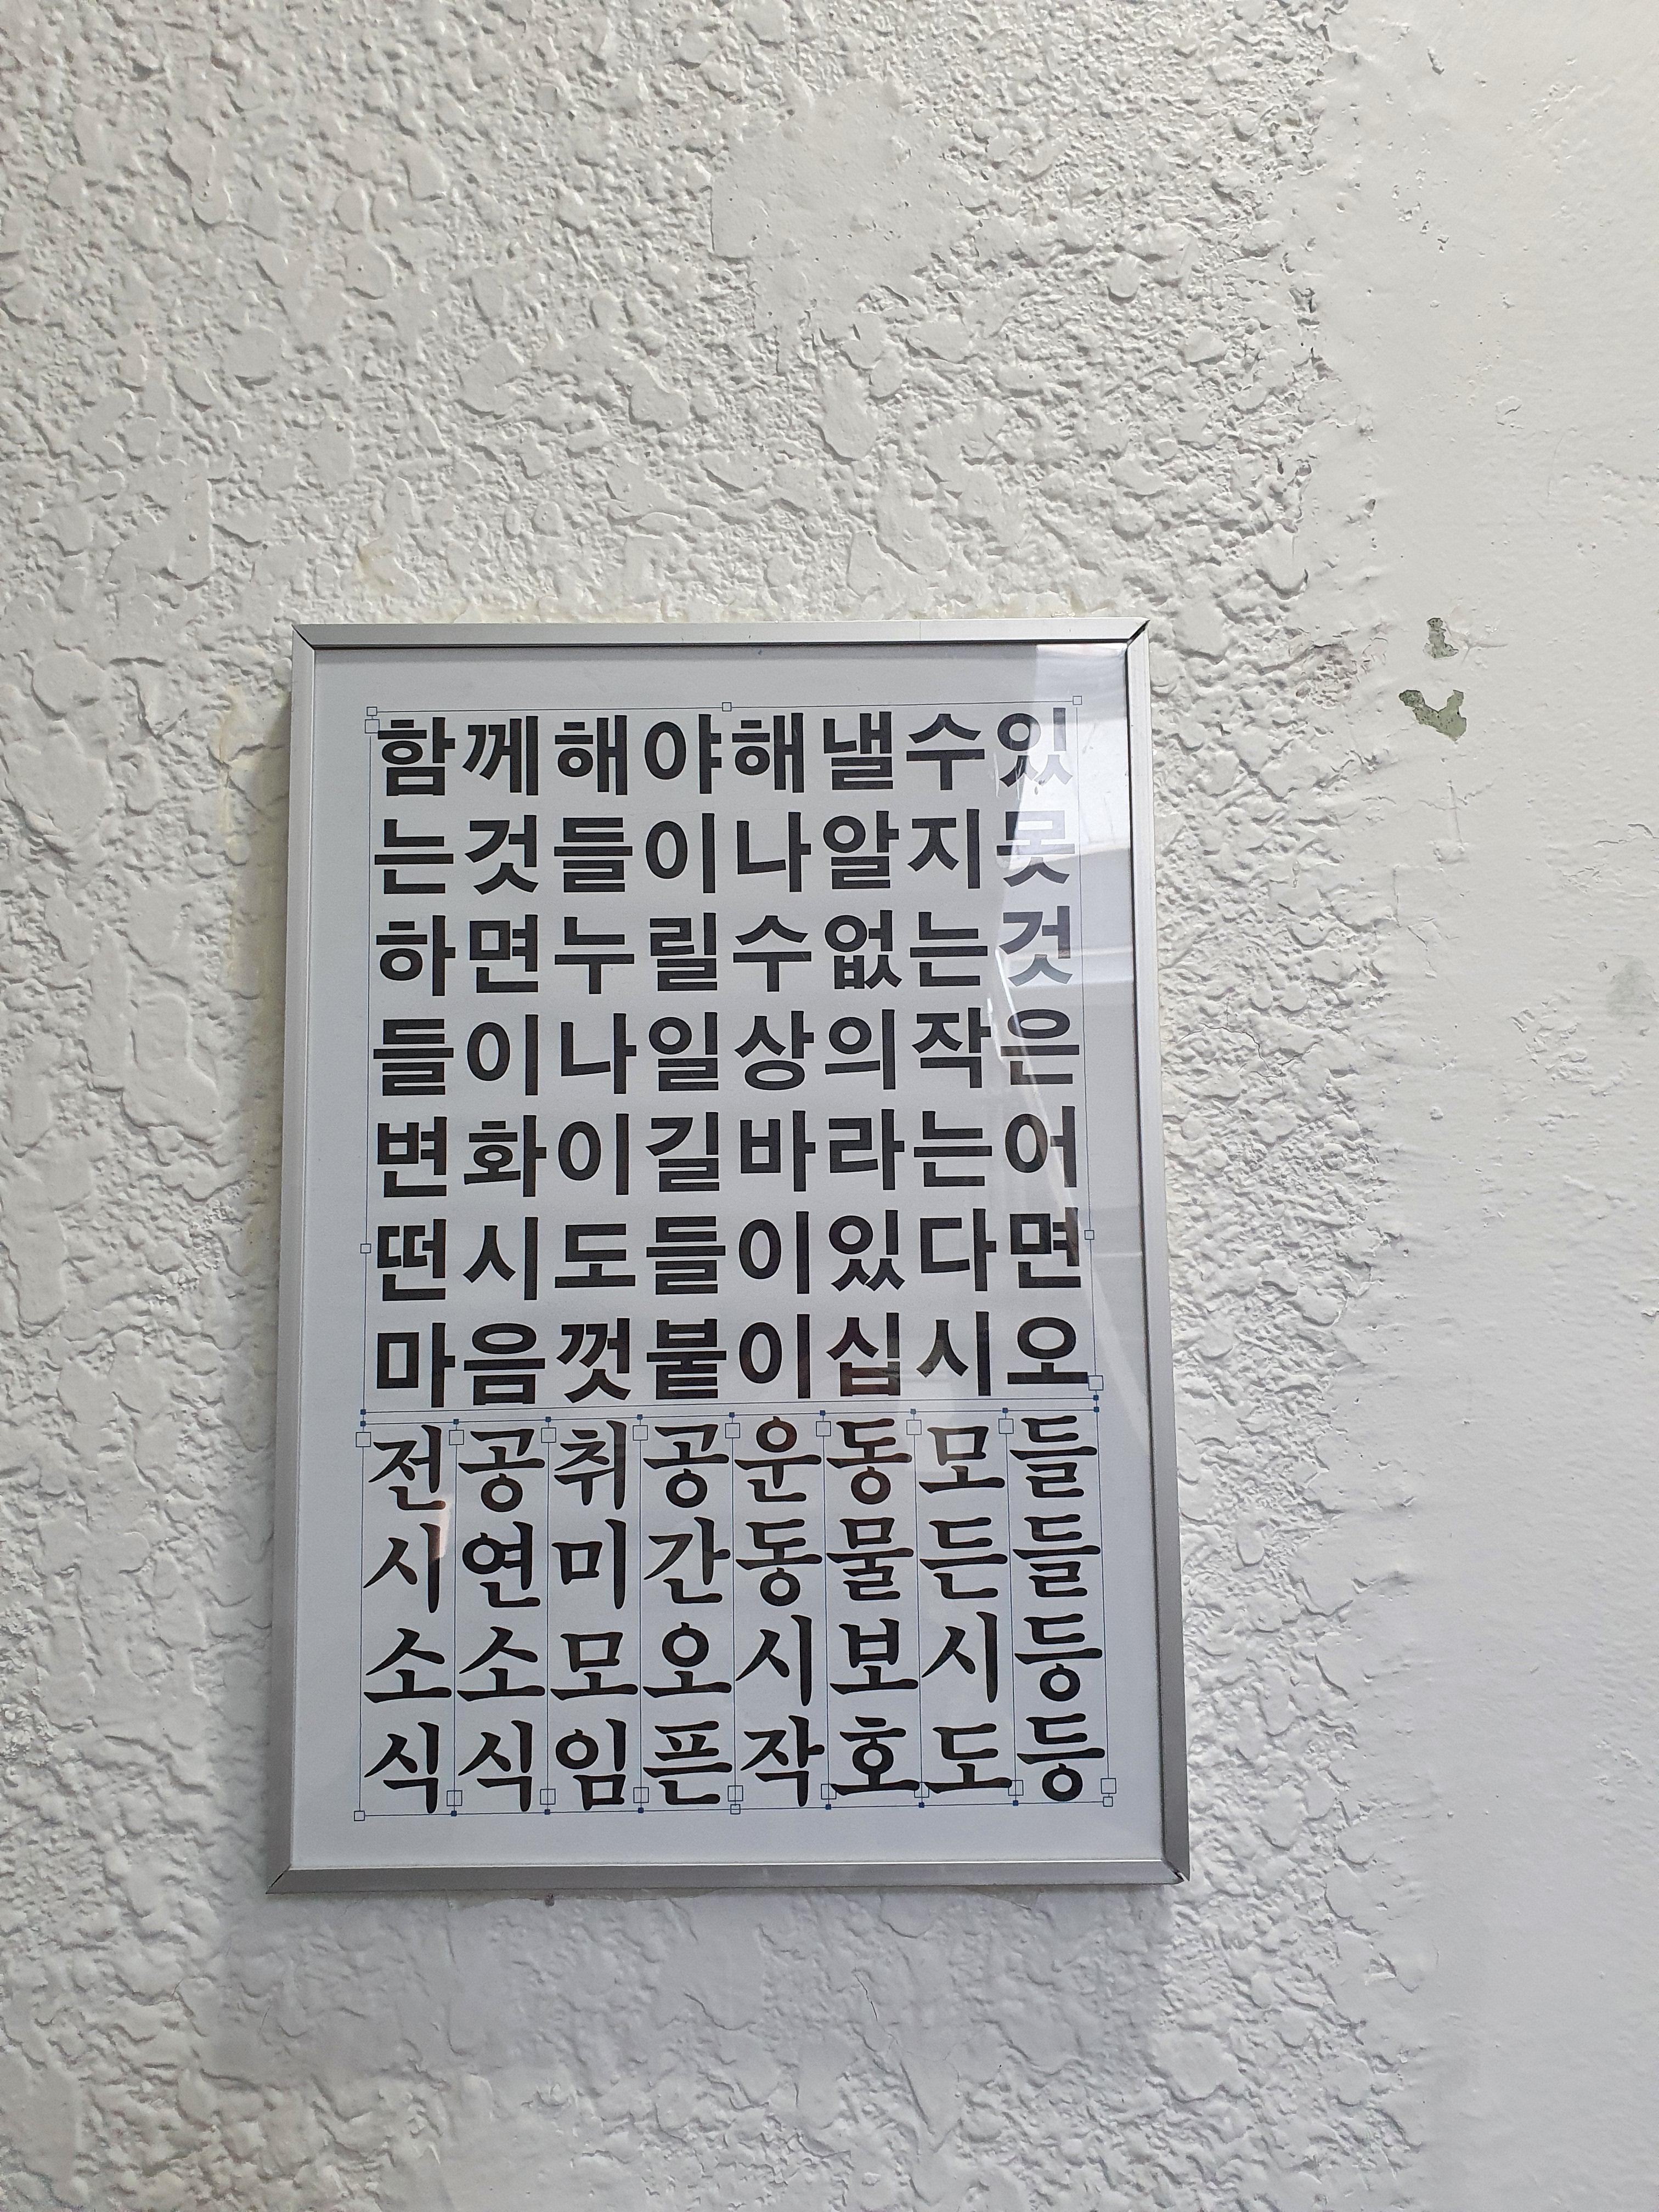 함께해야해낼수있
는것들이나알지못
하면누릴수없는것
들이나일상의작은
변화이길바라는어
떤시도들이있다면
마음껏붙이십시오
전시소식
공연소식
취미모임
공간오픈
운동시작
동물보호
모든시도
들들등등